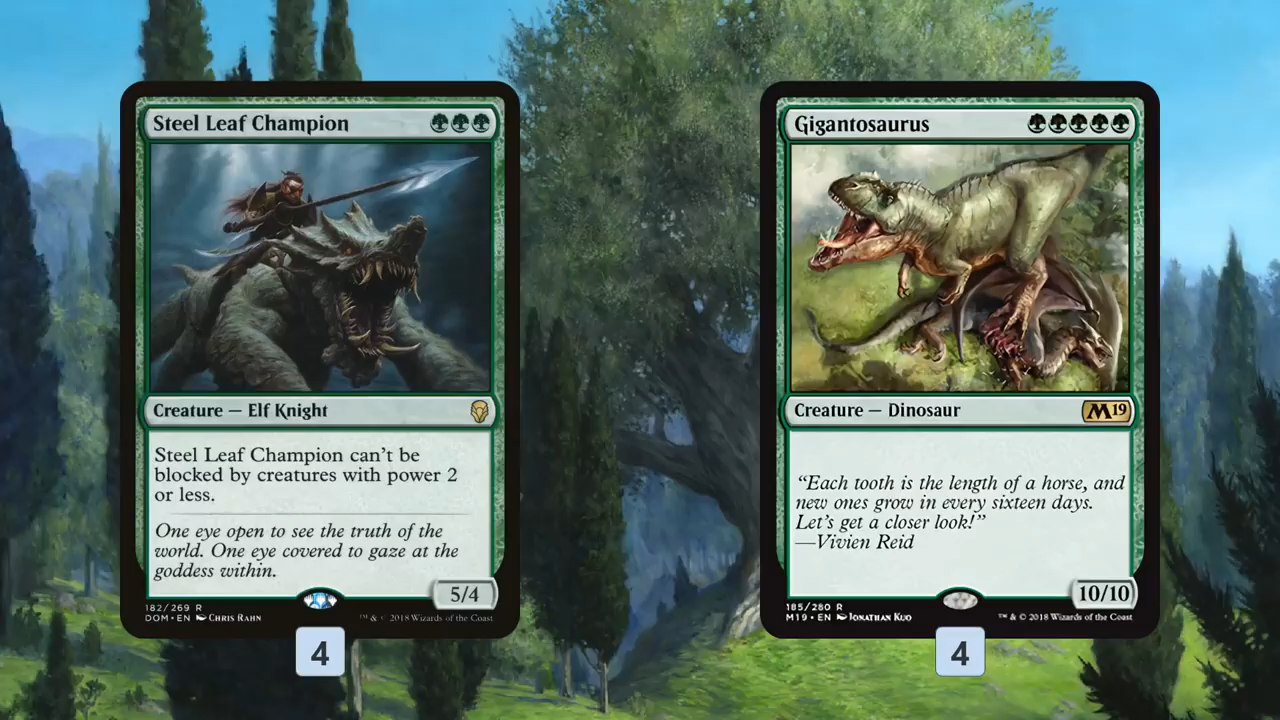 Steel Leaf Champion
Creature — Elf Knight
Steel Leaf Champion can't be
blocked by creatures with power 2
or less.
One eye open to see the truth of the
world. One eye covered to gaze at the
goddess within.
5/4
182/269 R
DOM • EN Chris Rahn
™ & © 2018 Wizards of the Coast
4
Gigantosaurus
Creature — Dinosaur
M19
“Each tooth is the length of a horse, and
new ones grow in every sixteen days.
Let's get a closer look!”
—Vivien Reid
10/10
185/280 R
M19 • EN Jonathan Kuo
™ & © 2018 Wizards of the Coast
4